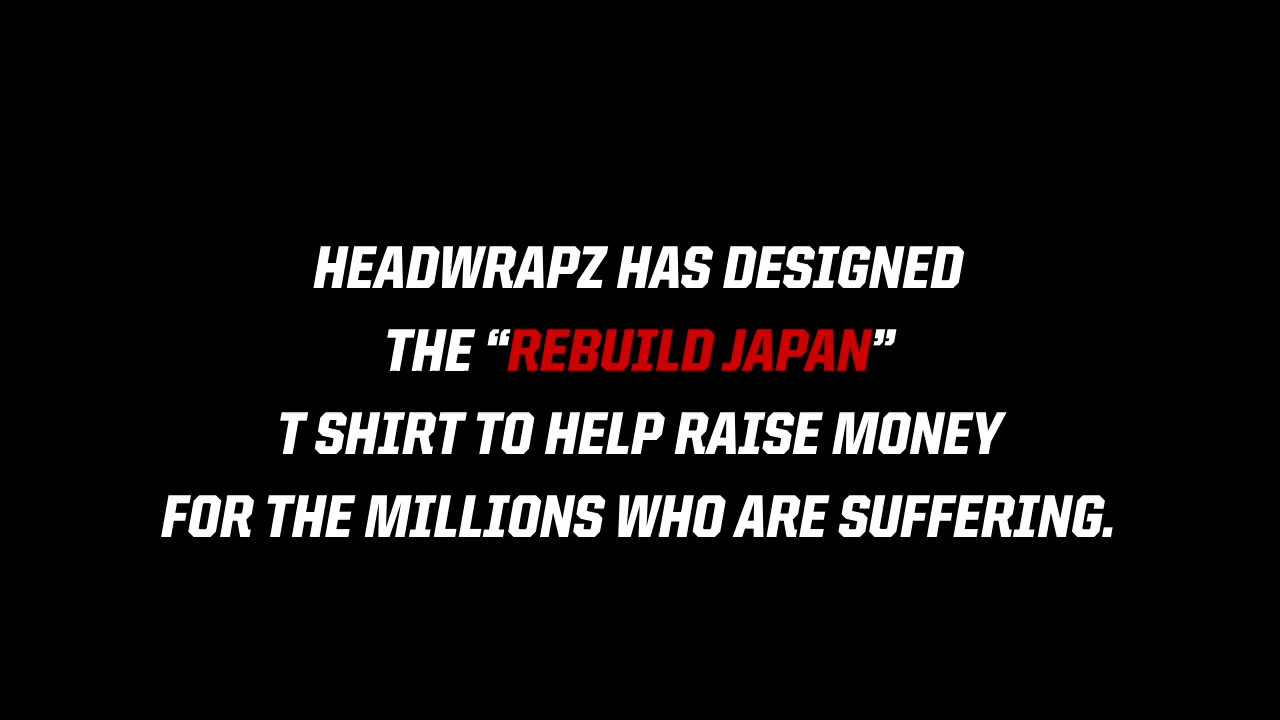 HEADWRAPZ HAS DESIGNED
THE “REBUILD JAPAN”
T SHIRT TO HELP RAISE MONEY
FOR THE MILLIONS WHO ARE SUFFERING.